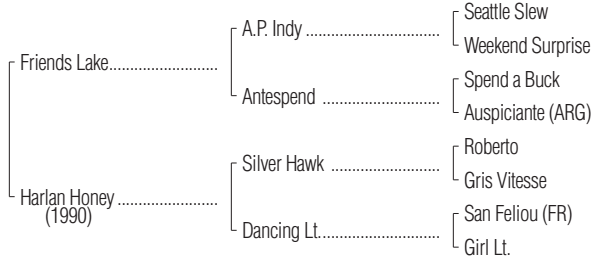 Seattle Slew
A.P. Indy
Weekend Surprise
Friends Lake
Spend a Buck
Antespend
Auspiciante (ARG)
Roberto
Silver Hawk
Gris Vitesse
Harlan Honey
(1990)
San Feliou (FR)
Dancing Lt.
Girl Lt.